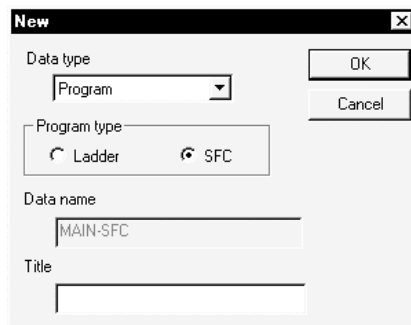 New
Data type
Program
OK
Cancel
Program type
Ladder
SFC
Data name
MAIN-SFC
Title